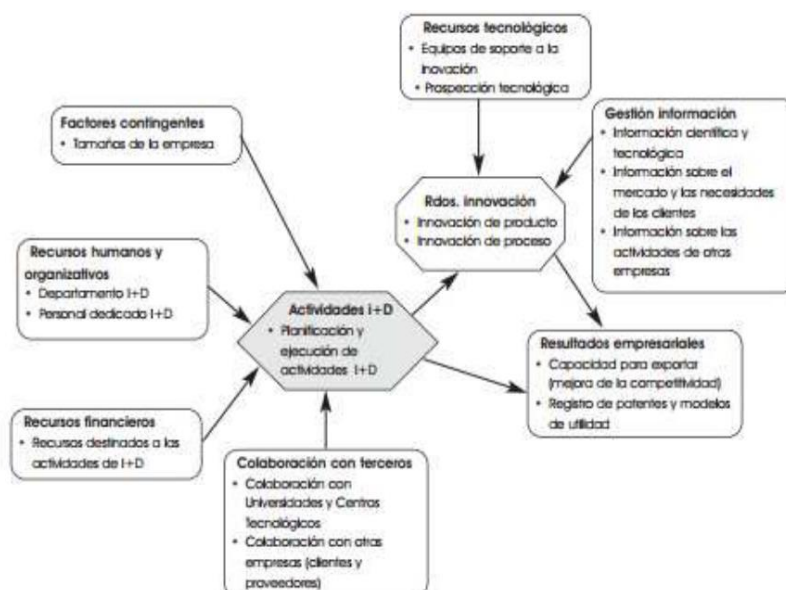 Recursos tecnológicos
• Equipos de soporte a la
inovación
• Prospección tecnológica
Factores contingentes
• Tamaños de la empresa
Gestión información
• Información científica y
tecnológica
• Información sobre el
mercado y las necesidades
de los clientes
• Información sobre las
actividades de otras
empresas
Rdos. innovación
• Innovación de producto
• Innovación de proceso
Recursos humanos y
organizativos
• Departamento I+D
• Personal dedicado I+D
Actividades I+D
• Planificación y
ejecución de
actividades I+D
Resultados empresariales
• Capacidad para exportar
(mejora de la competitividad)
• Registro de patentes y modelos
de utilidad
Recursos financieros
• Recursos destinados a las
actividades de I+D
Colaboración con terceros
• Colaboración con
Universidades y Centros
Tecnológicos
• Colaboración con otras
empresas (clientes y
proveedores)